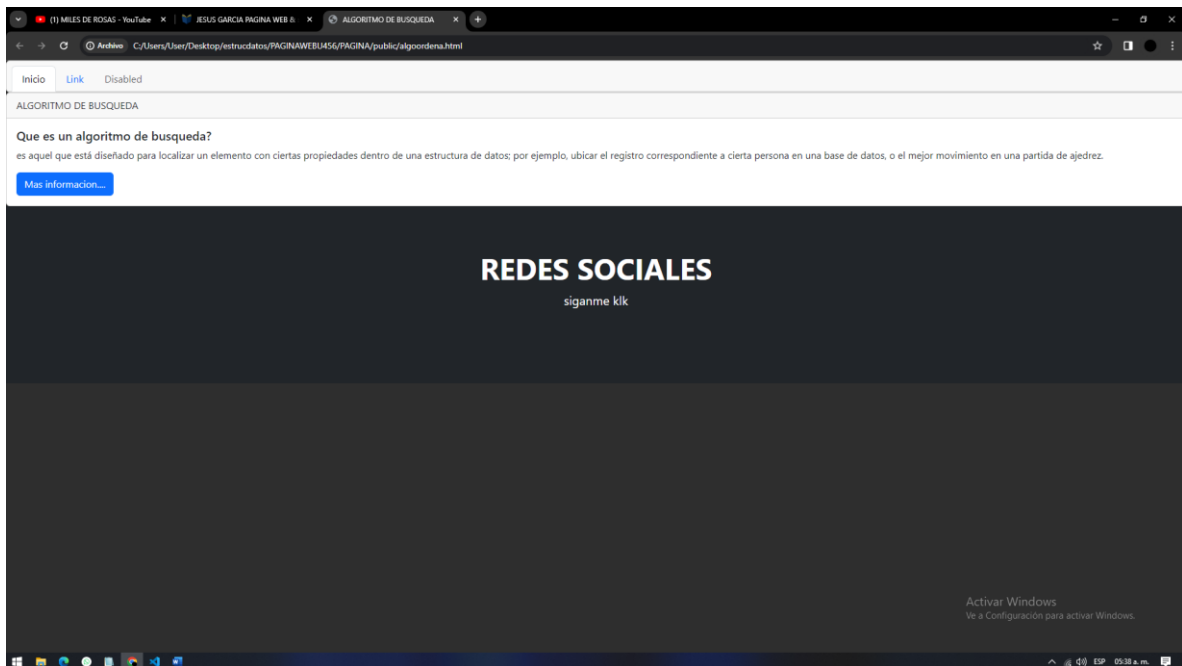 (1) MILES DE ROSAS - YouTube
JESUS GARCIA PAGINA WEB &
ALGORITMO DE BUSQUEDA
Archivo C:/Users/User/Desktop/estrucdatos/PAGINAWEBU456/PAGINA/public/algoordena.html
Inicio Link Disabled
ALGORITMO DE BUSQUEDA
Que es un algoritmo de busqueda?
es aquel que está diseñado para localizar un elemento con ciertas propiedades dentro de una estructura de datos; por ejemplo, ubicar el registro correspondiente a cierta persona en una base de datos, o el mejor movimiento en una partida de ajedrez.
Mas informacion....
REDES SOCIALES
siganme klk
Activar Windows
Ve a Configuración para activar Windows.
ESP 05:38 a. m.